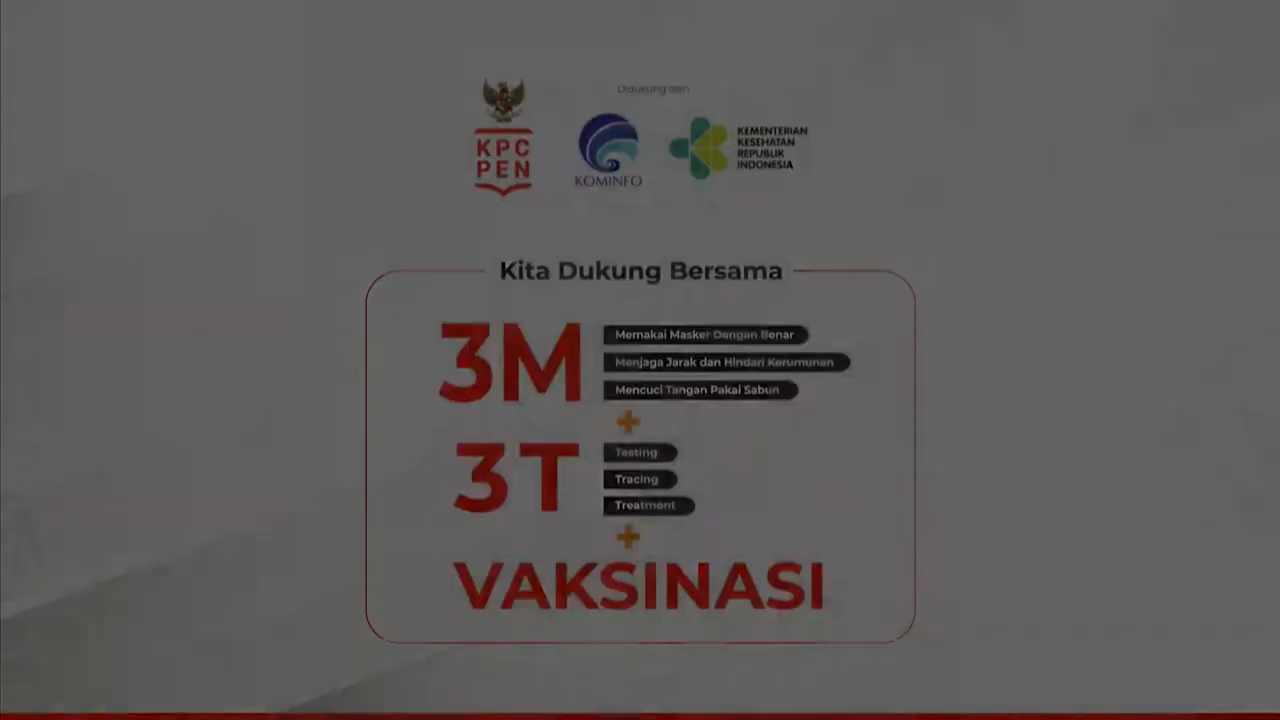 Didukung oleh
KPC
PEN
KOMINFO
KEMENTERIAN
KESEHATAN
REPUBLIK
INDONESIA
Kita Dukung Bersama
3M
Memakai Masker Dengan Benar
Menjaga Jarak dan Hindari Kerumunan
Mencuci Tangan Pakai Sabun
+
3T
Testing
Tracing
Treatment
+
VAKSINASI